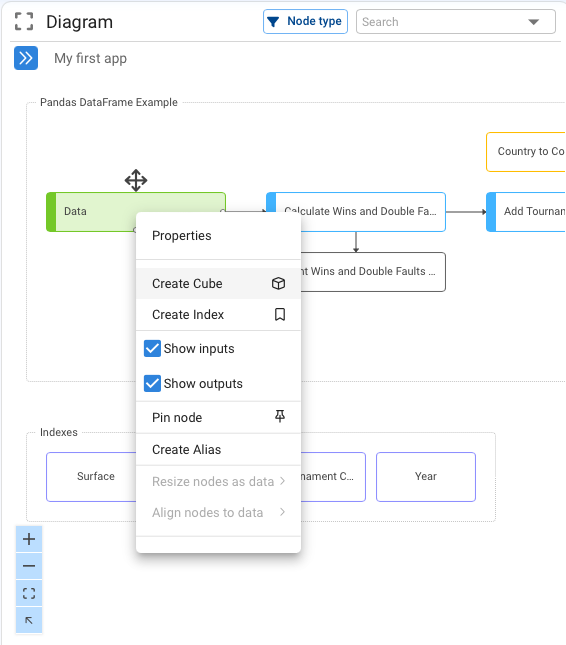 Diagram
Node type
Search
My first app
Pandas DataFrame Example
Country to Co
Data
Calculate Wins and Double Fa...
Add Tournan
nt Wins and Double Faults ...
Properties
Create Cube
Create Index
Show inputs
Show outputs
Pin node
Create Alias
Resize nodes as data
Align nodes to data
Indexes
Surface
nament C...
Year